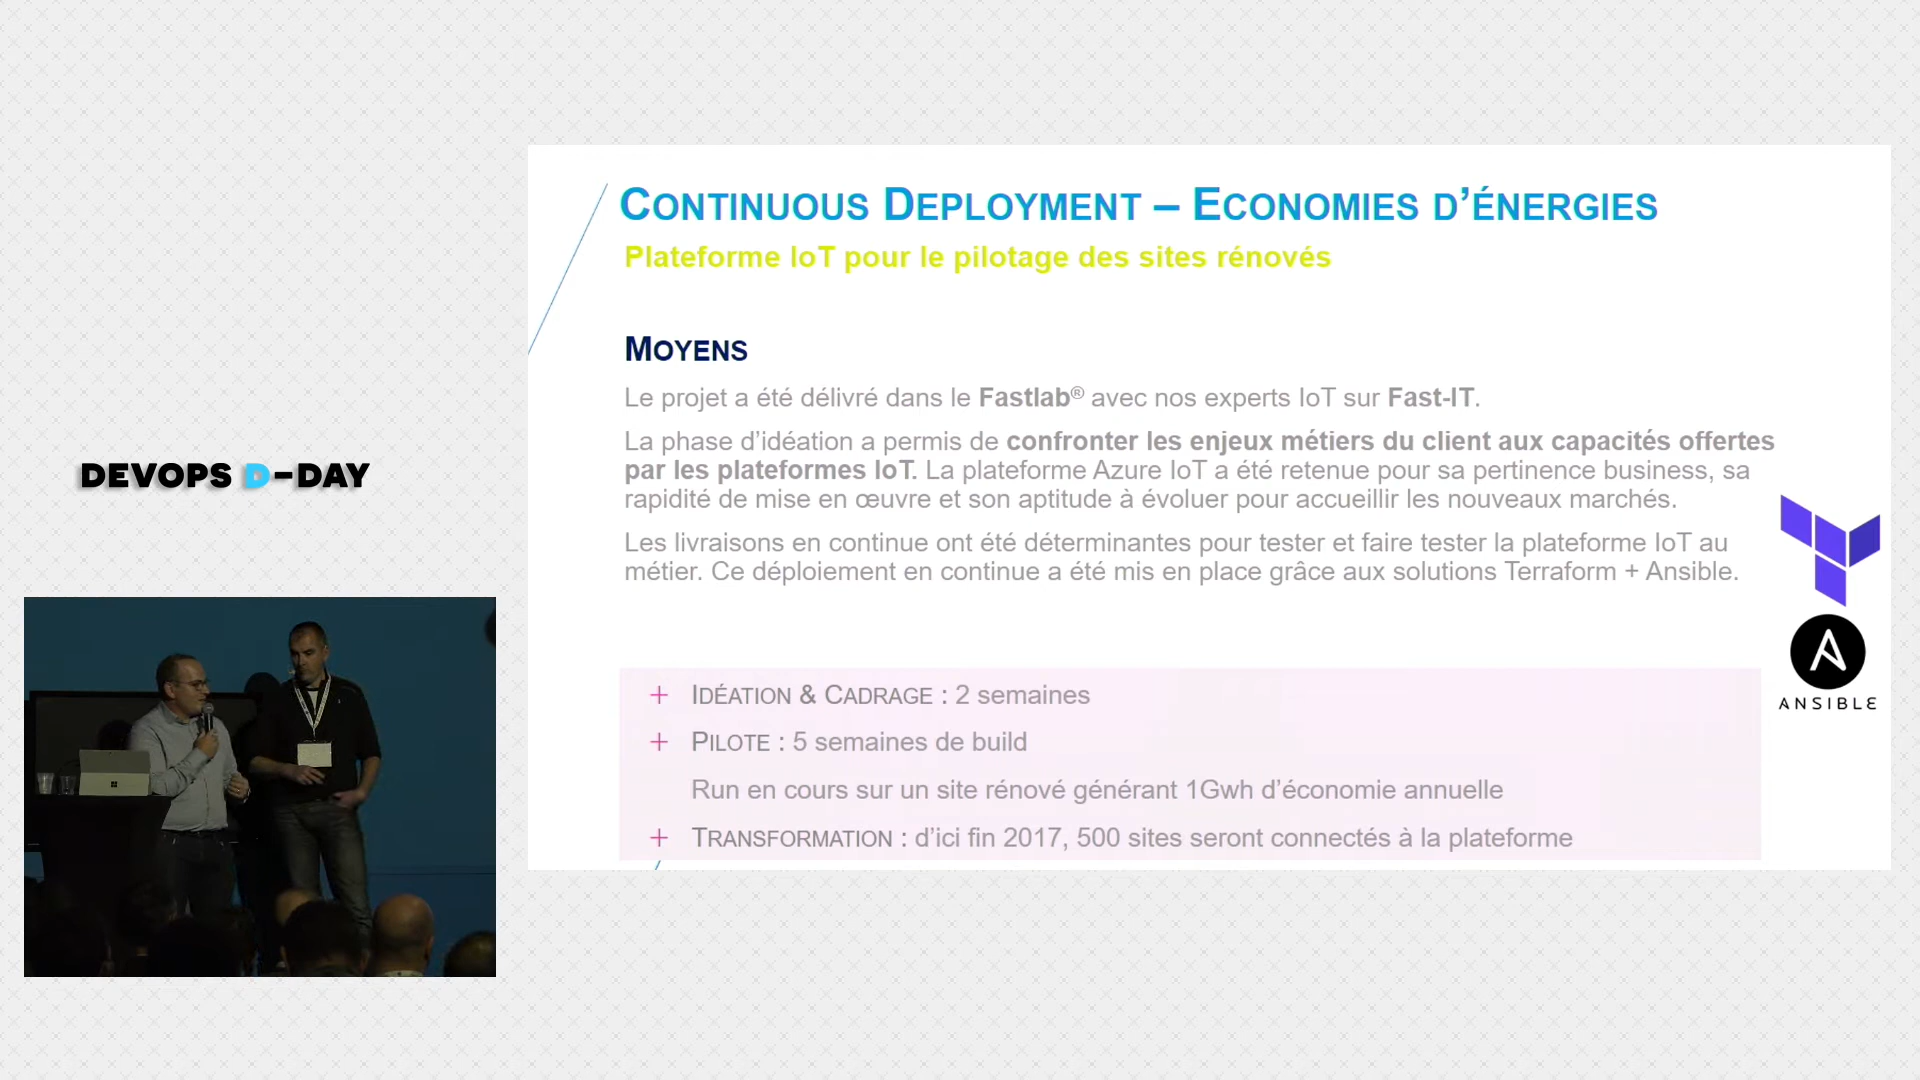 CONTINUOUS DEPLOYMENT – ECONOMIES D'ÉNERGIES
Plateforme IoT pour le pilotage des sites rénovés
MOYENS
Le projet a été délivré dans le Fastlab® avec nos experts IoT sur Fast-IT.
La phase d'idéation a permis de confronter les enjeux métiers du client aux capacités offertes
par les plateformes IoT. La plateforme Azure IoT a été retenue pour sa pertinence business, sa
rapidité de mise en œuvre et son aptitude à évoluer pour accueillir les nouveaux marchés.
Les livraisons en continue ont été déterminantes pour tester et faire tester la plateforme IoT au
métier. Ce déploiement en continue a été mis en place grâce aux solutions Terraform + Ansible.
DEVOPS D-DAY
ANSIBLE
+ IDÉATION & CADRAGE : 2 semaines
+ PILOTE : 5 semaines de build
Run en cours sur un site rénové générant 1Gwh d'économie annuelle
+ TRANSFORMATION : d'ici fin 2017, 500 sites seront connectés à la plateforme